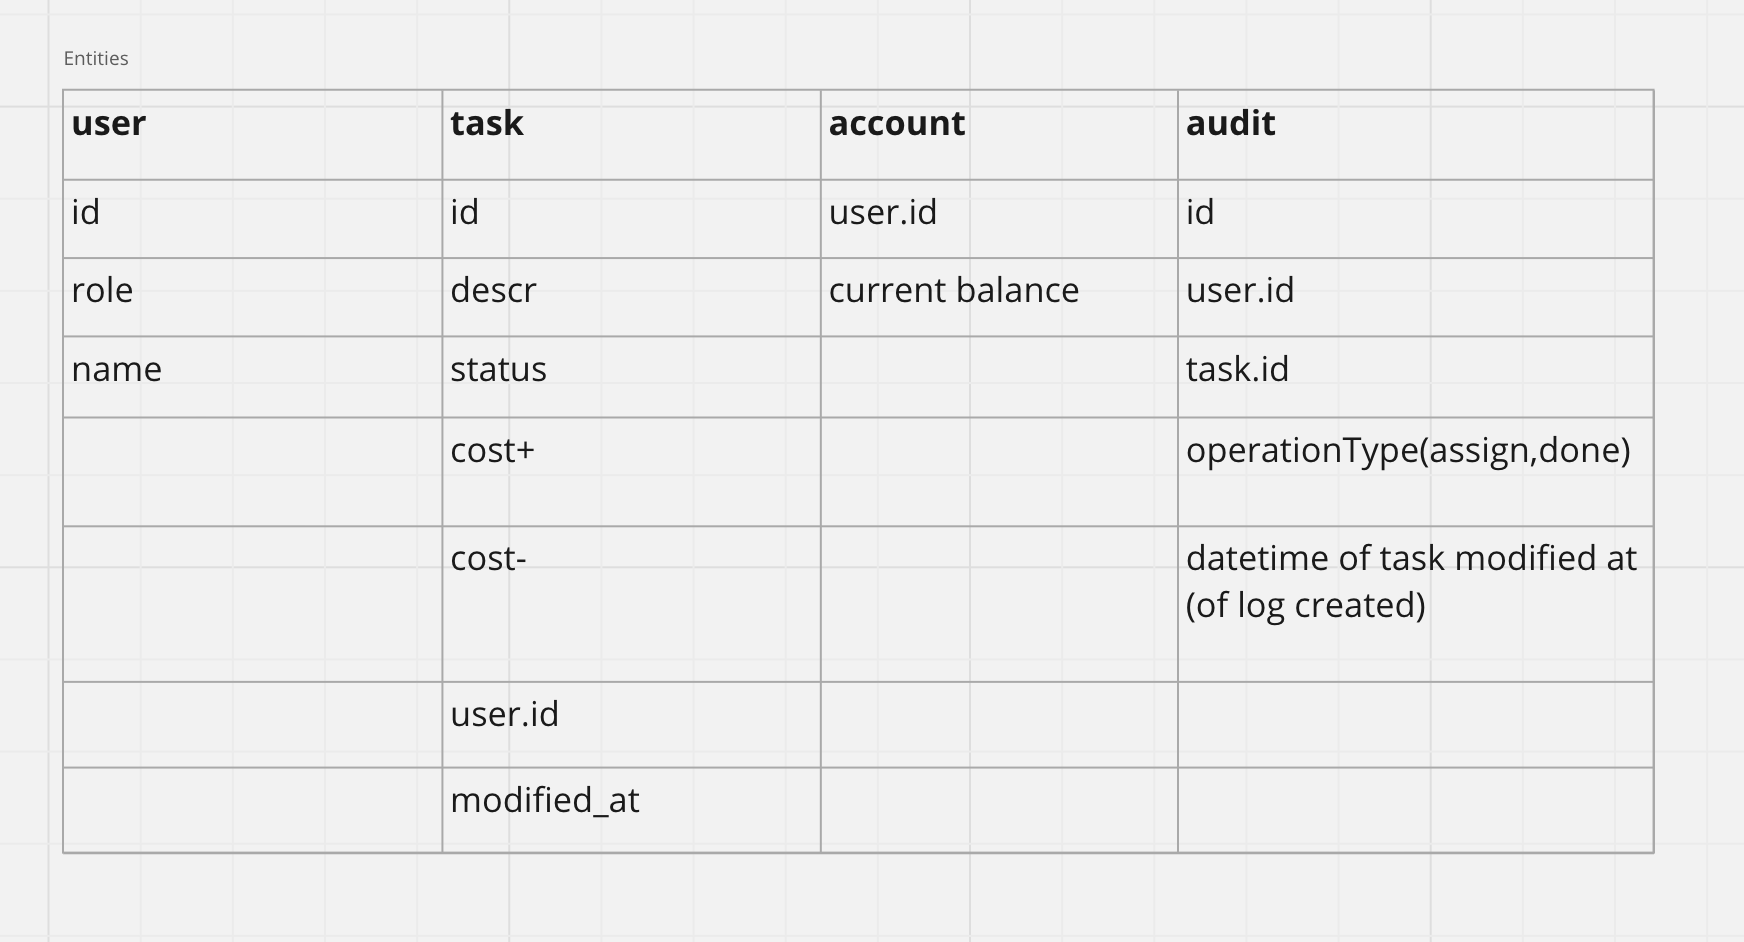 Entities
user task account audit
id id user.id id
role descr current balance user.id
name status task.id
cost+ operationType(assign,done)
cost- datetime of task modified at
(of log created)
user.id
modified_at